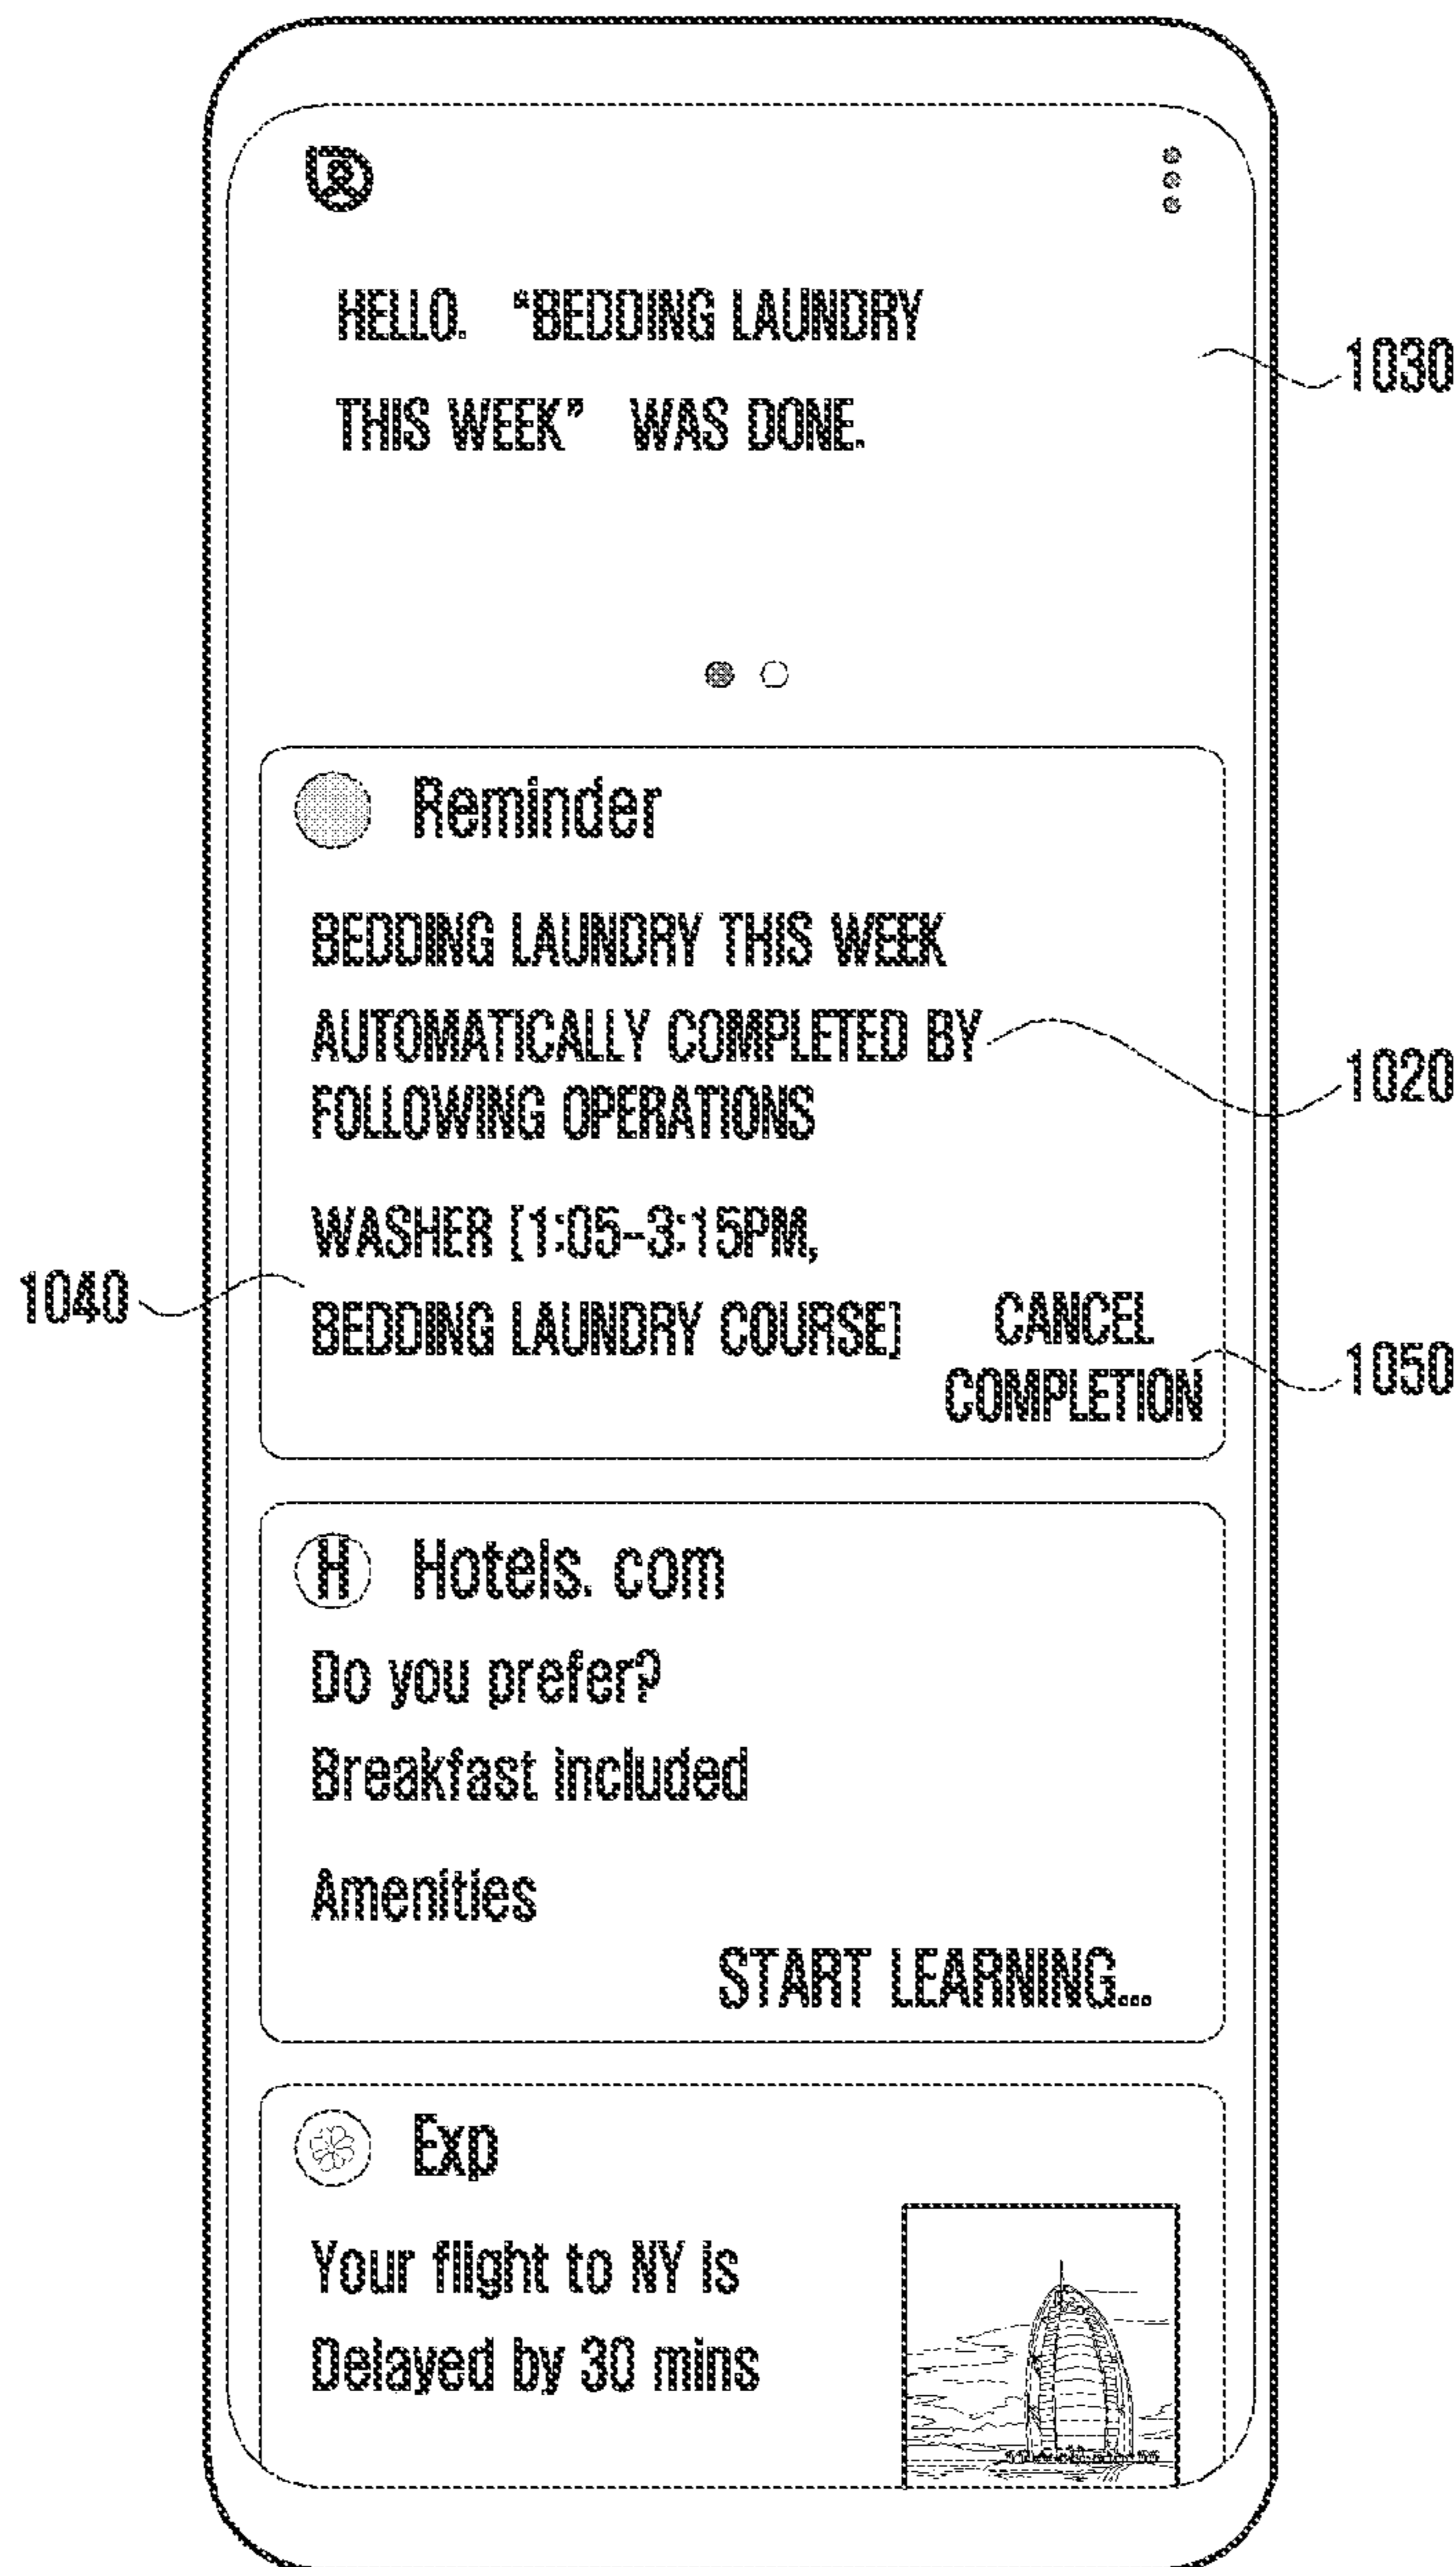 HELLO. “BEDDING LAUNDRY
THIS WEEK” WAS DONE.
1030
Reminder
BEDDING LAUNDRY THIS WEEK
AUTOMATICALLY COMPLETED BY
FOLLOWING OPERATIONS
1020
WASHER [1:05-3:15PM,
BEDDING LAUNDRY COURSE]
1040
CANCEL
COMPLETION
1050
H Hotels. com
Do you prefer?
Breakfast included
Amenities
START LEARNING...
Exp
Your flight to NY is
Delayed by 30 mins